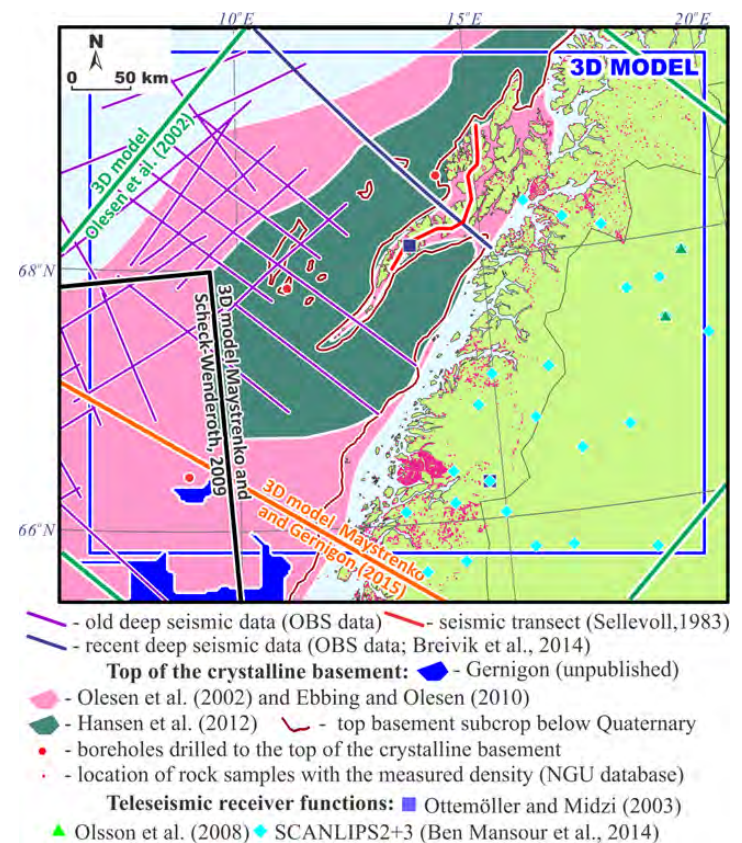 10°E 15°E 20°E
N
0 50 km
3D MODEL
3D model
Olesen et al. (2002)
68°N
3D model Maystrenko and
Scheck-Wenderoth, 2009
3D model Maystrenko
and Gernigon (2015)
66°N
- old deep seismic data (OBS data) - seismic transect (Sellevoll,1983)
- recent deep seismic data (OBS data; Breivik et al., 2014)
Top of the crystalline basement: - Gernigon (unpublished)
- Olesen et al. (2002) and Ebbing and Olesen (2010)
- Hansen et al. (2012) - top basement subcrop below Quaternary
- boreholes drilled to the top of the crystalline basement
- location of rock samples with the measured density (NGU database)
Teleseismic receiver functions: Ottemöller and Midzi (2003)
Olsson et al. (2008) SCANLIPS2+3 (Ben Mansour et al., 2014)